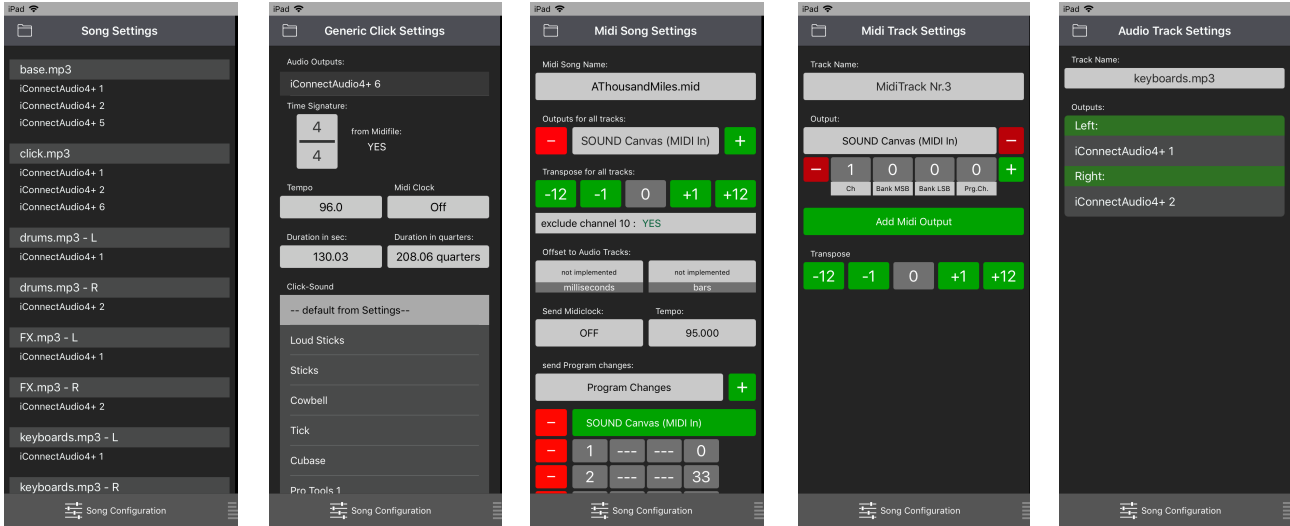 iPad
Song Settings
base.mp3
iConnectAudio4+ 1
iConnectAudio4+ 2
iConnectAudio4+ 5
click.mp3
iConnectAudio4+ 1
iConnectAudio4+ 2
iConnectAudio4+ 6
drums.mp3 - L
iConnectAudio4+ 1
drums.mp3 - R
iConnectAudio4+ 2
FX.mp3 - L
iConnectAudio4+ 1
FX.mp3 - R
iConnectAudio4+ 2
keyboards.mp3 - L
iConnectAudio4+ 1
keyboards.mp3 - R
Song Configuration
iPad
Generic Click Settings
Audio Outputs:
iConnectAudio4+ 6
Time Signature:
4
4
from Midifile:
YES
Tempo Midi Clock
96.0 Off
Duration in sec: Duration in quarters:
130.03 208.06 quarters
Click-Sound
-- default from Settings--
Loud Sticks
Sticks
Cowbell
Tick
Cubase
Pro Tools 1
Song Configuration
iPad
Midi Song Settings
Midi Song Name:
AThousandMiles.mid
Outputs for all tracks:
− SOUND Canvas (MIDI In) +
Transpose for all tracks:
-12 -1 0 +1 +12
exclude channel 10 : YES
Offset to Audio Tracks:
not implemented not implemented
milliseconds bars
Send Midiclock: Tempo:
OFF 95.000
send Program changes:
Program Changes +
− SOUND Canvas (MIDI In)
− 1 --- --- 0
− 2 --- --- 33
Song Configuration
iPad
Midi Track Settings
Track Name:
MidiTrack Nr.3
Output:
SOUND Canvas (MIDI In) −
− 1 0 0 0 +
Ch Bank MSB Bank LSB Prg.Ch.
Add Midi Output
Transpose
-12 -1 0 +1 +12
Song Configuration
iPad
Audio Track Settings
Track Name:
keyboards.mp3
Outputs:
Left:
iConnectAudio4+ 1
Right:
iConnectAudio4+ 2
Song Configuration